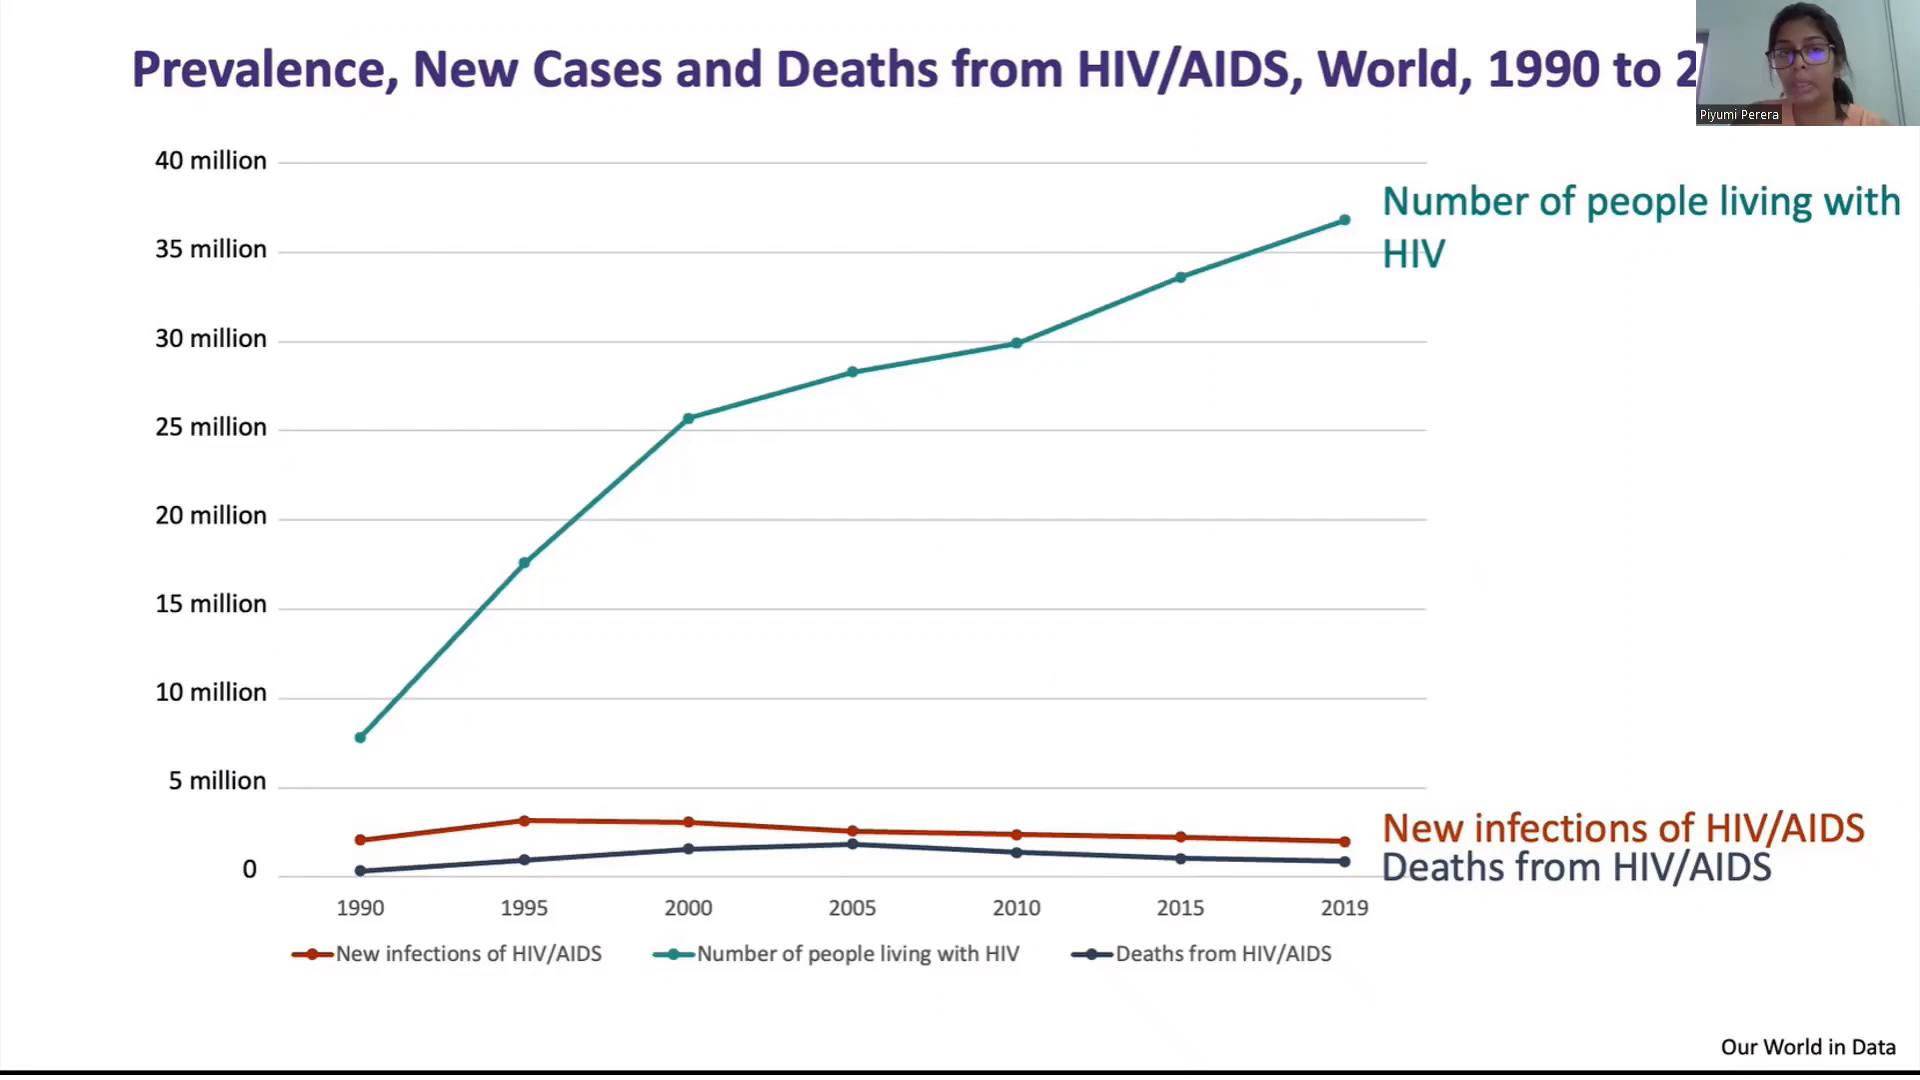 Prevalence, New Cases and Deaths from HIV/AIDS, World, 1990 to 2
Piyumi Perera
40 million
35 million
30 million
25 million
20 million
15 million
10 million
5 million
0
Number of people living with
HIV
New infections of HIV/AIDS
Deaths from HIV/AIDS
1990 1995 2000 2005 2010 2015 2019
New infections of HIV/AIDS Number of people living with HIV Deaths from HIV/AIDS
Our World in Data